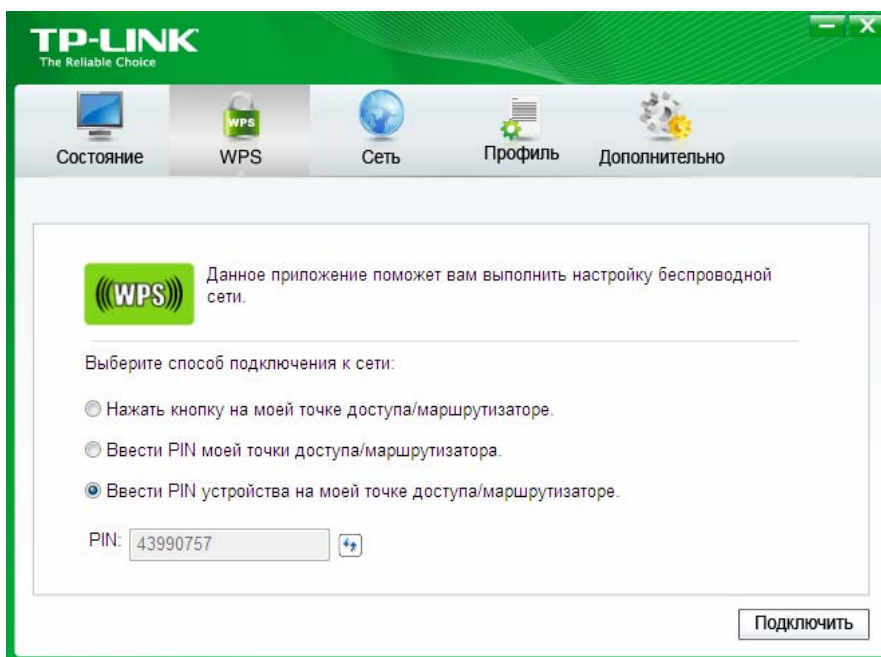 TP-LINK
The Reliable Choice
Состояние
WPS
WPS
Сеть
Профиль
Дополнительно
(((WPS)))
Данное приложение поможет вам выполнить настройку беспроводной
сети.
Выберите способ подключения к сети:
Нажать кнопку на моей точке доступа/маршрутизаторе.
Ввести PIN моей точки доступа/маршрутизатора.
Ввести PIN устройства на моей точке доступа/маршрутизаторе.
PIN: 43990757
Подключить